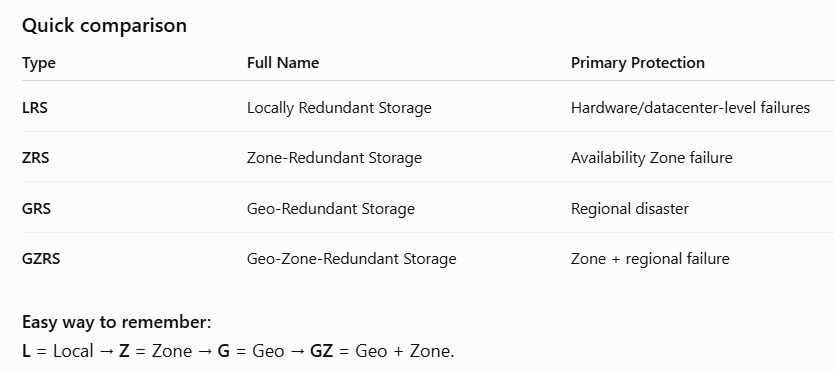 Quick comparison
Type Full Name Primary Protection
LRS Locally Redundant Storage Hardware/datacenter-level failures
ZRS Zone-Redundant Storage Availability Zone failure
GRS Geo-Redundant Storage Regional disaster
GZRS Geo-Zone-Redundant Storage Zone + regional failure
Easy way to remember:
L = Local → Z = Zone → G = Geo → GZ = Geo + Zone.